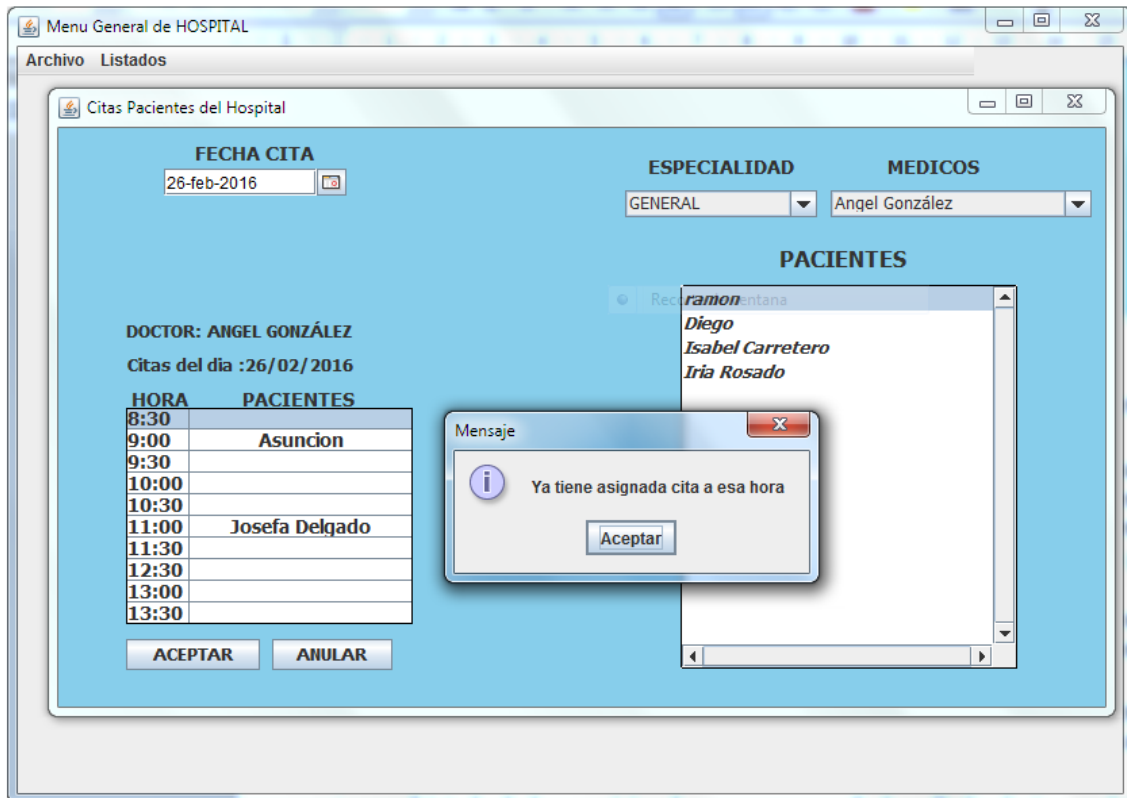 Menu General de HOSPITAL
Archivo Listados
Citas Pacientes del Hospital
FECHA CITA
26-feb-2016
ESPECIALIDAD MEDICOS
GENERAL Angel González
PACIENTES
ramon
Diego
Isabel Carretero
Iria Rosado
DOCTOR: ANGEL GONZÁLEZ
Citas del dia :26/02/2016
HORA PACIENTES
8:30
9:00 Asuncion
9:30
10:00
10:30
11:00 Josefa Delgado
11:30
12:30
13:00
13:30
ACEPTAR ANULAR
Mensaje
Ya tiene asignada cita a esa hora
Aceptar